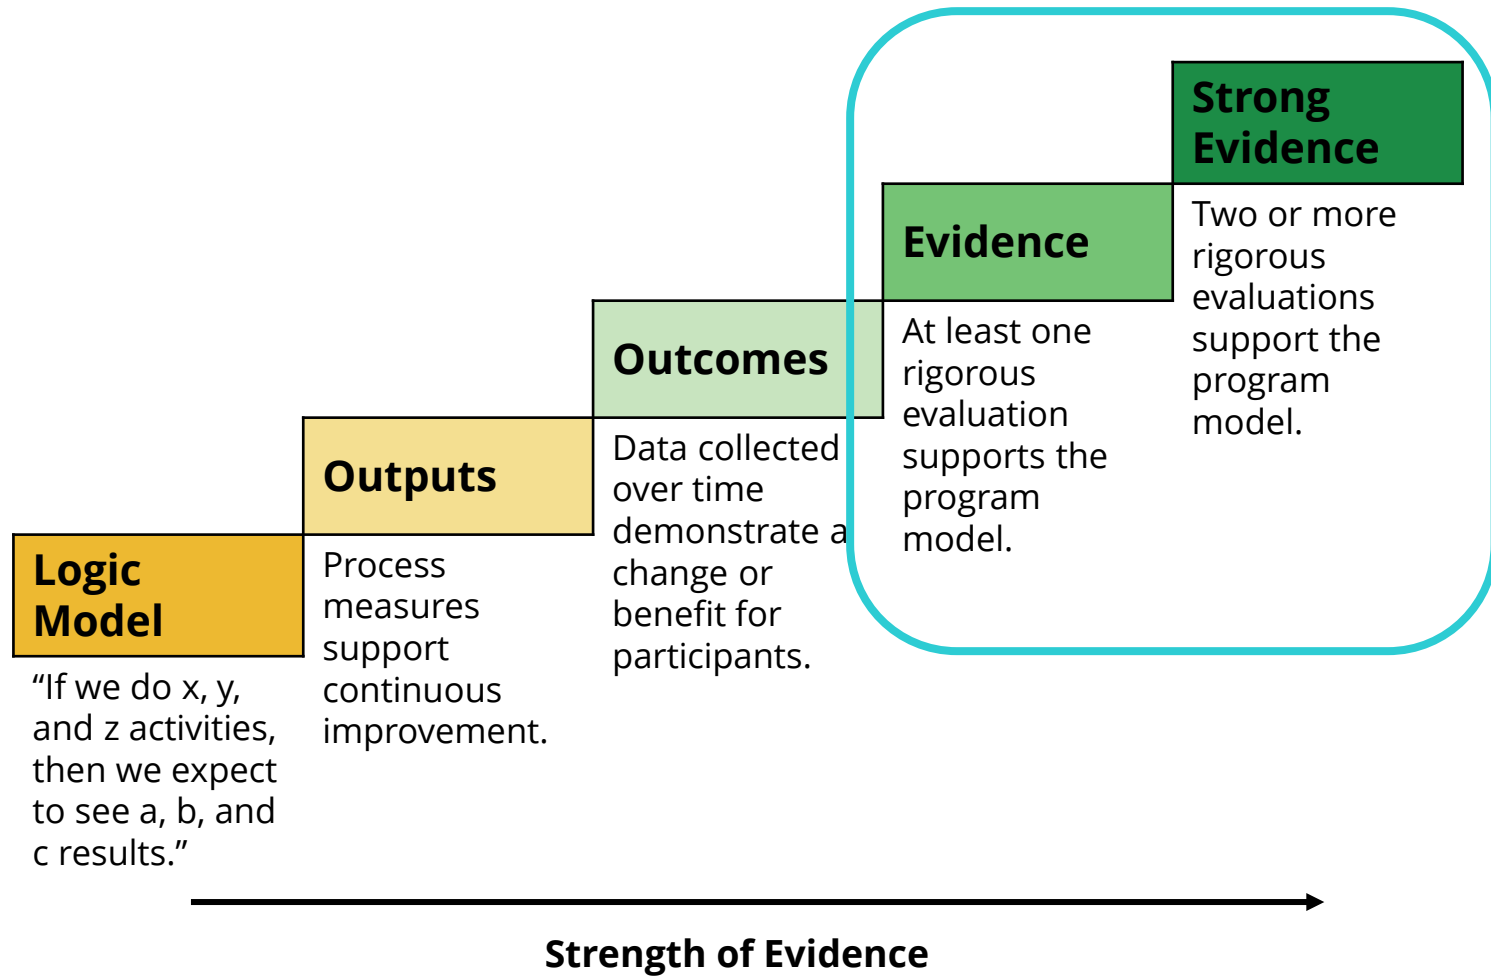 Logic
Model
“If we do x, y,
and z activities,
then we expect
to see a, b, and
c results.”
Outputs
Process
measures
support
continuous
improvement.
Outcomes
Data collected
over time
demonstrate a
change or
benefit for
participants.
Evidence
At least one
rigorous
evaluation
supports the
program
model.
Strong
Evidence
Two or more
rigorous
evaluations
support the
program
model.
Strength of Evidence